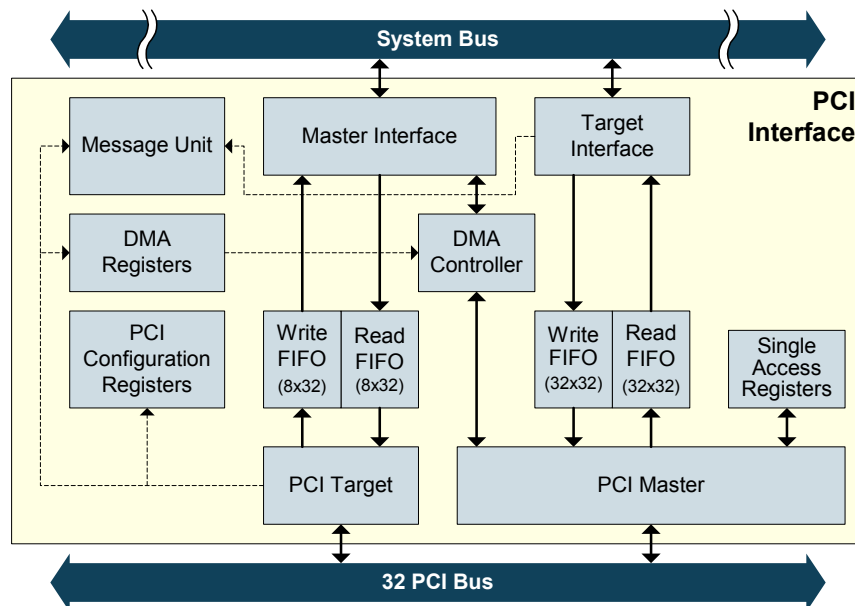 System Bus
PCI
Interface
Message Unit
Master Interface
Target
Interface
DMA
Registers
DMA
Controller
PCI
Configuration
Registers
Write
FIFO
(8x32)
Read
FIFO
(8x32)
Write
FIFO
(32x32)
Read
FIFO
(32x32)
Single
Access
Registers
PCI Target
PCI Master
32 PCI Bus